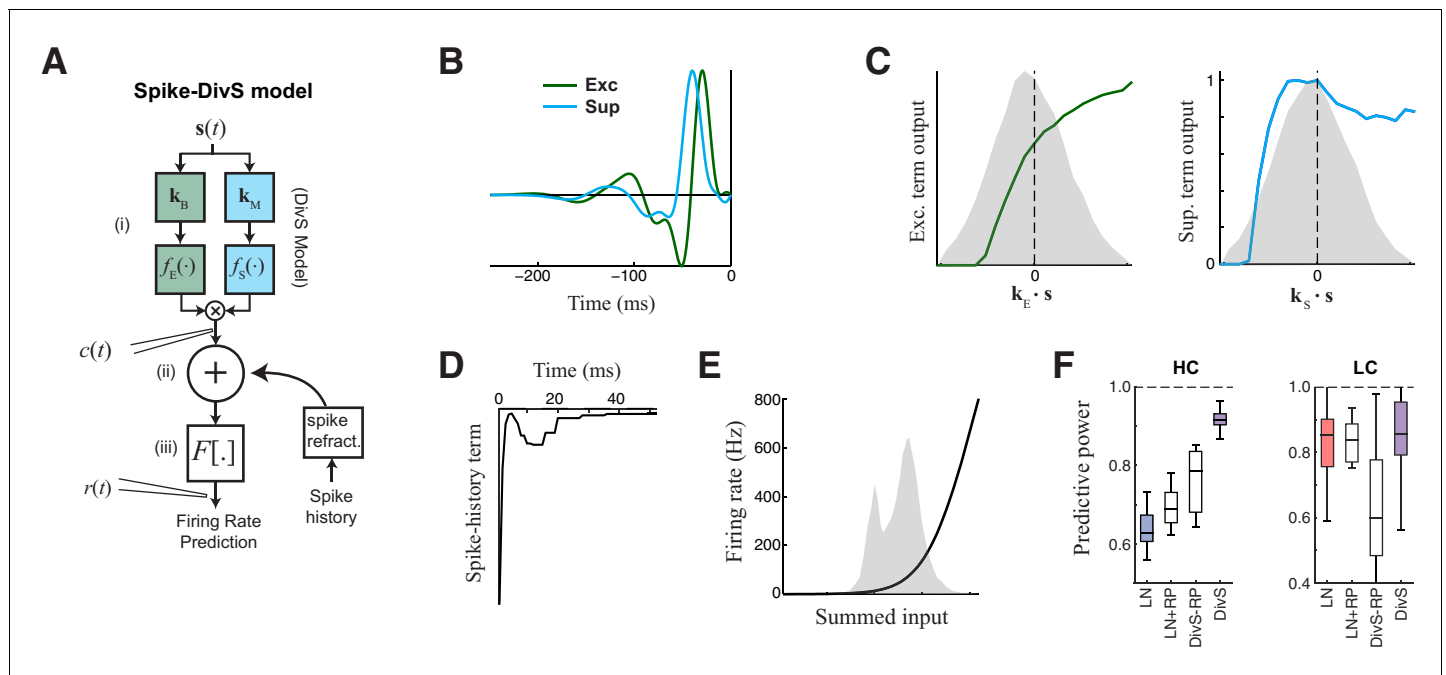 A
Spike-DivS model
s(t)
k_B
k_M
(i)
(DivS Model)
f_E(·)
f_S(·)
×
c(t)
(ii)
+
spike
refract.
(iii)
F[.]
r(t)
Spike
history
Firing Rate
Prediction
B
Exc
Sup
−200
−100
0
Time (ms)
C
Exc. term output
0
k_E · s
Sup. term output
1
0
0
k_S · s
D
Time (ms)
0
20
40
Spike-history term
E
Firing rate (Hz)
800
600
400
200
0
Summed input
F
HC
Predictive power
1.0
0.8
0.6
LN
LN+RP
DivS-RP
DivS
LC
1.0
0.8
0.6
0.4
LN
LN+RP
DivS-RP
DivS